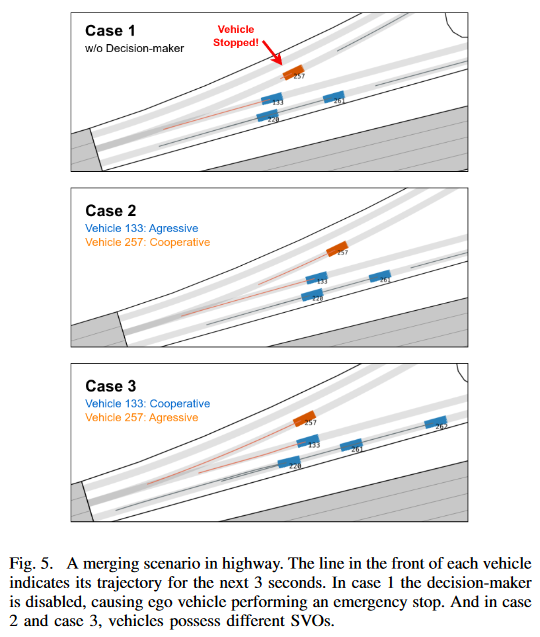 Case 1
w/o Decision-maker
Vehicle
Stopped!
257
133
261
220
Case 2
Vehicle 133: Agressive
Vehicle 257: Cooperative
257
133
261
220
Case 3
Vehicle 133: Cooperative
Vehicle 257: Agressive
257
262
133
261
220
Fig. 5. A merging scenario in highway. The line in the front of each vehicle
indicates its trajectory for the next 3 seconds. In case 1 the decision-maker
is disabled, causing ego vehicle performing an emergency stop. And in case
2 and case 3, vehicles possess different SVOs.